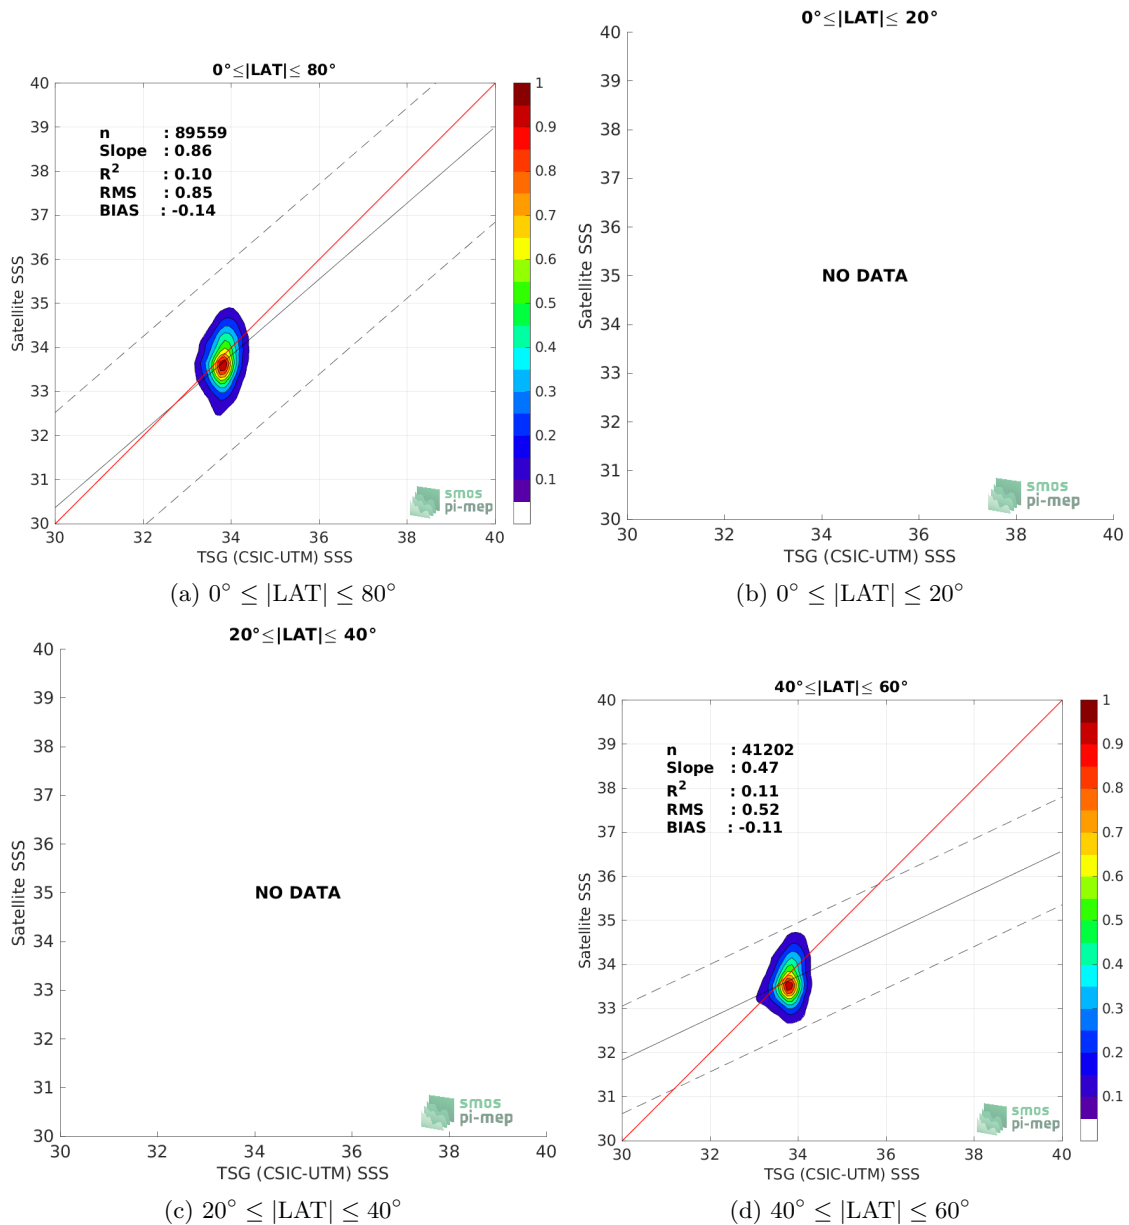 0°≤|LAT|≤ 80°
40
39
38
37
36
35
34
33
32
31
30
n : 89559
Slope : 0.86
R² : 0.10
RMS : 0.85
BIAS : -0.14
Satellite SSS
smos
pi-mep
30 32 34 36 38 40
TSG (CSIC-UTM) SSS
1
0.9
0.8
0.7
0.6
0.5
0.4
0.3
0.2
0.1
(a) 0° ≤ |LAT| ≤ 80°
0°≤|LAT|≤ 20°
40
39
38
37
36
35
34
33
32
31
30
Satellite SSS
NO DATA
smos
pi-mep
30 32 34 36 38 40
TSG (CSIC-UTM) SSS
(b) 0° ≤ |LAT| ≤ 20°
20°≤|LAT|≤ 40°
40
39
38
37
36
35
34
33
32
31
30
Satellite SSS
NO DATA
smos
pi-mep
30 32 34 36 38 40
TSG (CSIC-UTM) SSS
(c) 20° ≤ |LAT| ≤ 40°
40°≤|LAT|≤ 60°
40
39
38
37
36
35
34
33
32
31
30
n : 41202
Slope : 0.47
R² : 0.11
RMS : 0.52
BIAS : -0.11
Satellite SSS
smos
pi-mep
30 32 34 36 38 40
TSG (CSIC-UTM) SSS
1
0.9
0.8
0.7
0.6
0.5
0.4
0.3
0.2
0.1
(d) 40° ≤ |LAT| ≤ 60°